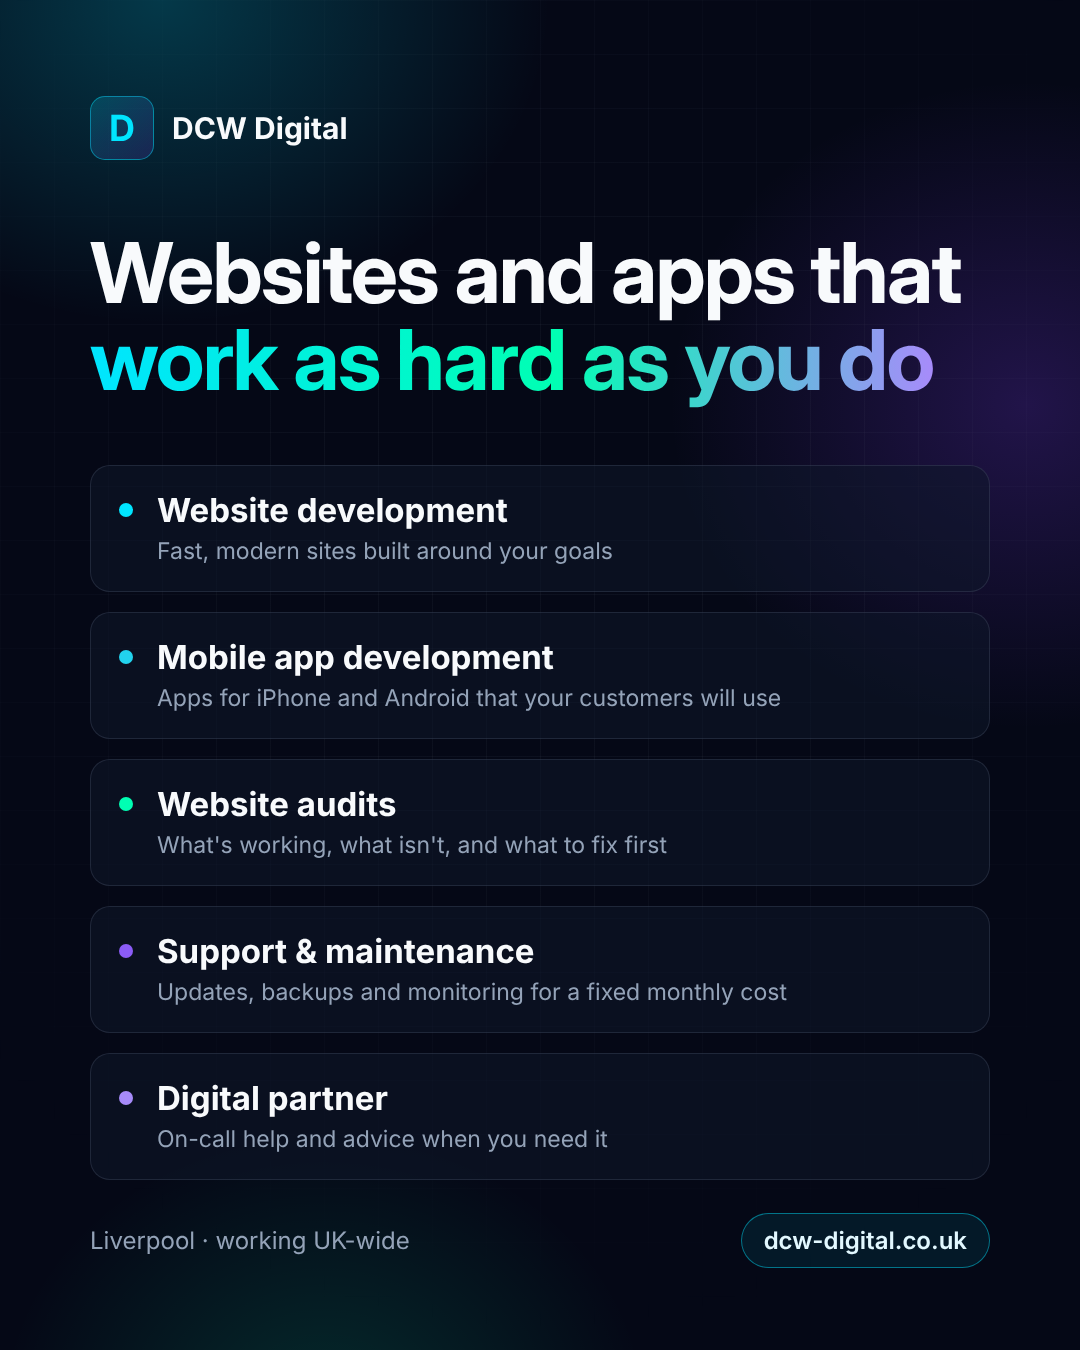 D
DCW Digital
Websites and apps that
work as hard as you do
Website development
Fast, modern sites built around your goals
Mobile app development
Apps for iPhone and Android that your customers will use
Website audits
What's working, what isn't, and what to fix first
Support & maintenance
Updates, backups and monitoring for a fixed monthly cost
Digital partner
On-call help and advice when you need it
Liverpool · working UK-wide
dcw-digital.co.uk